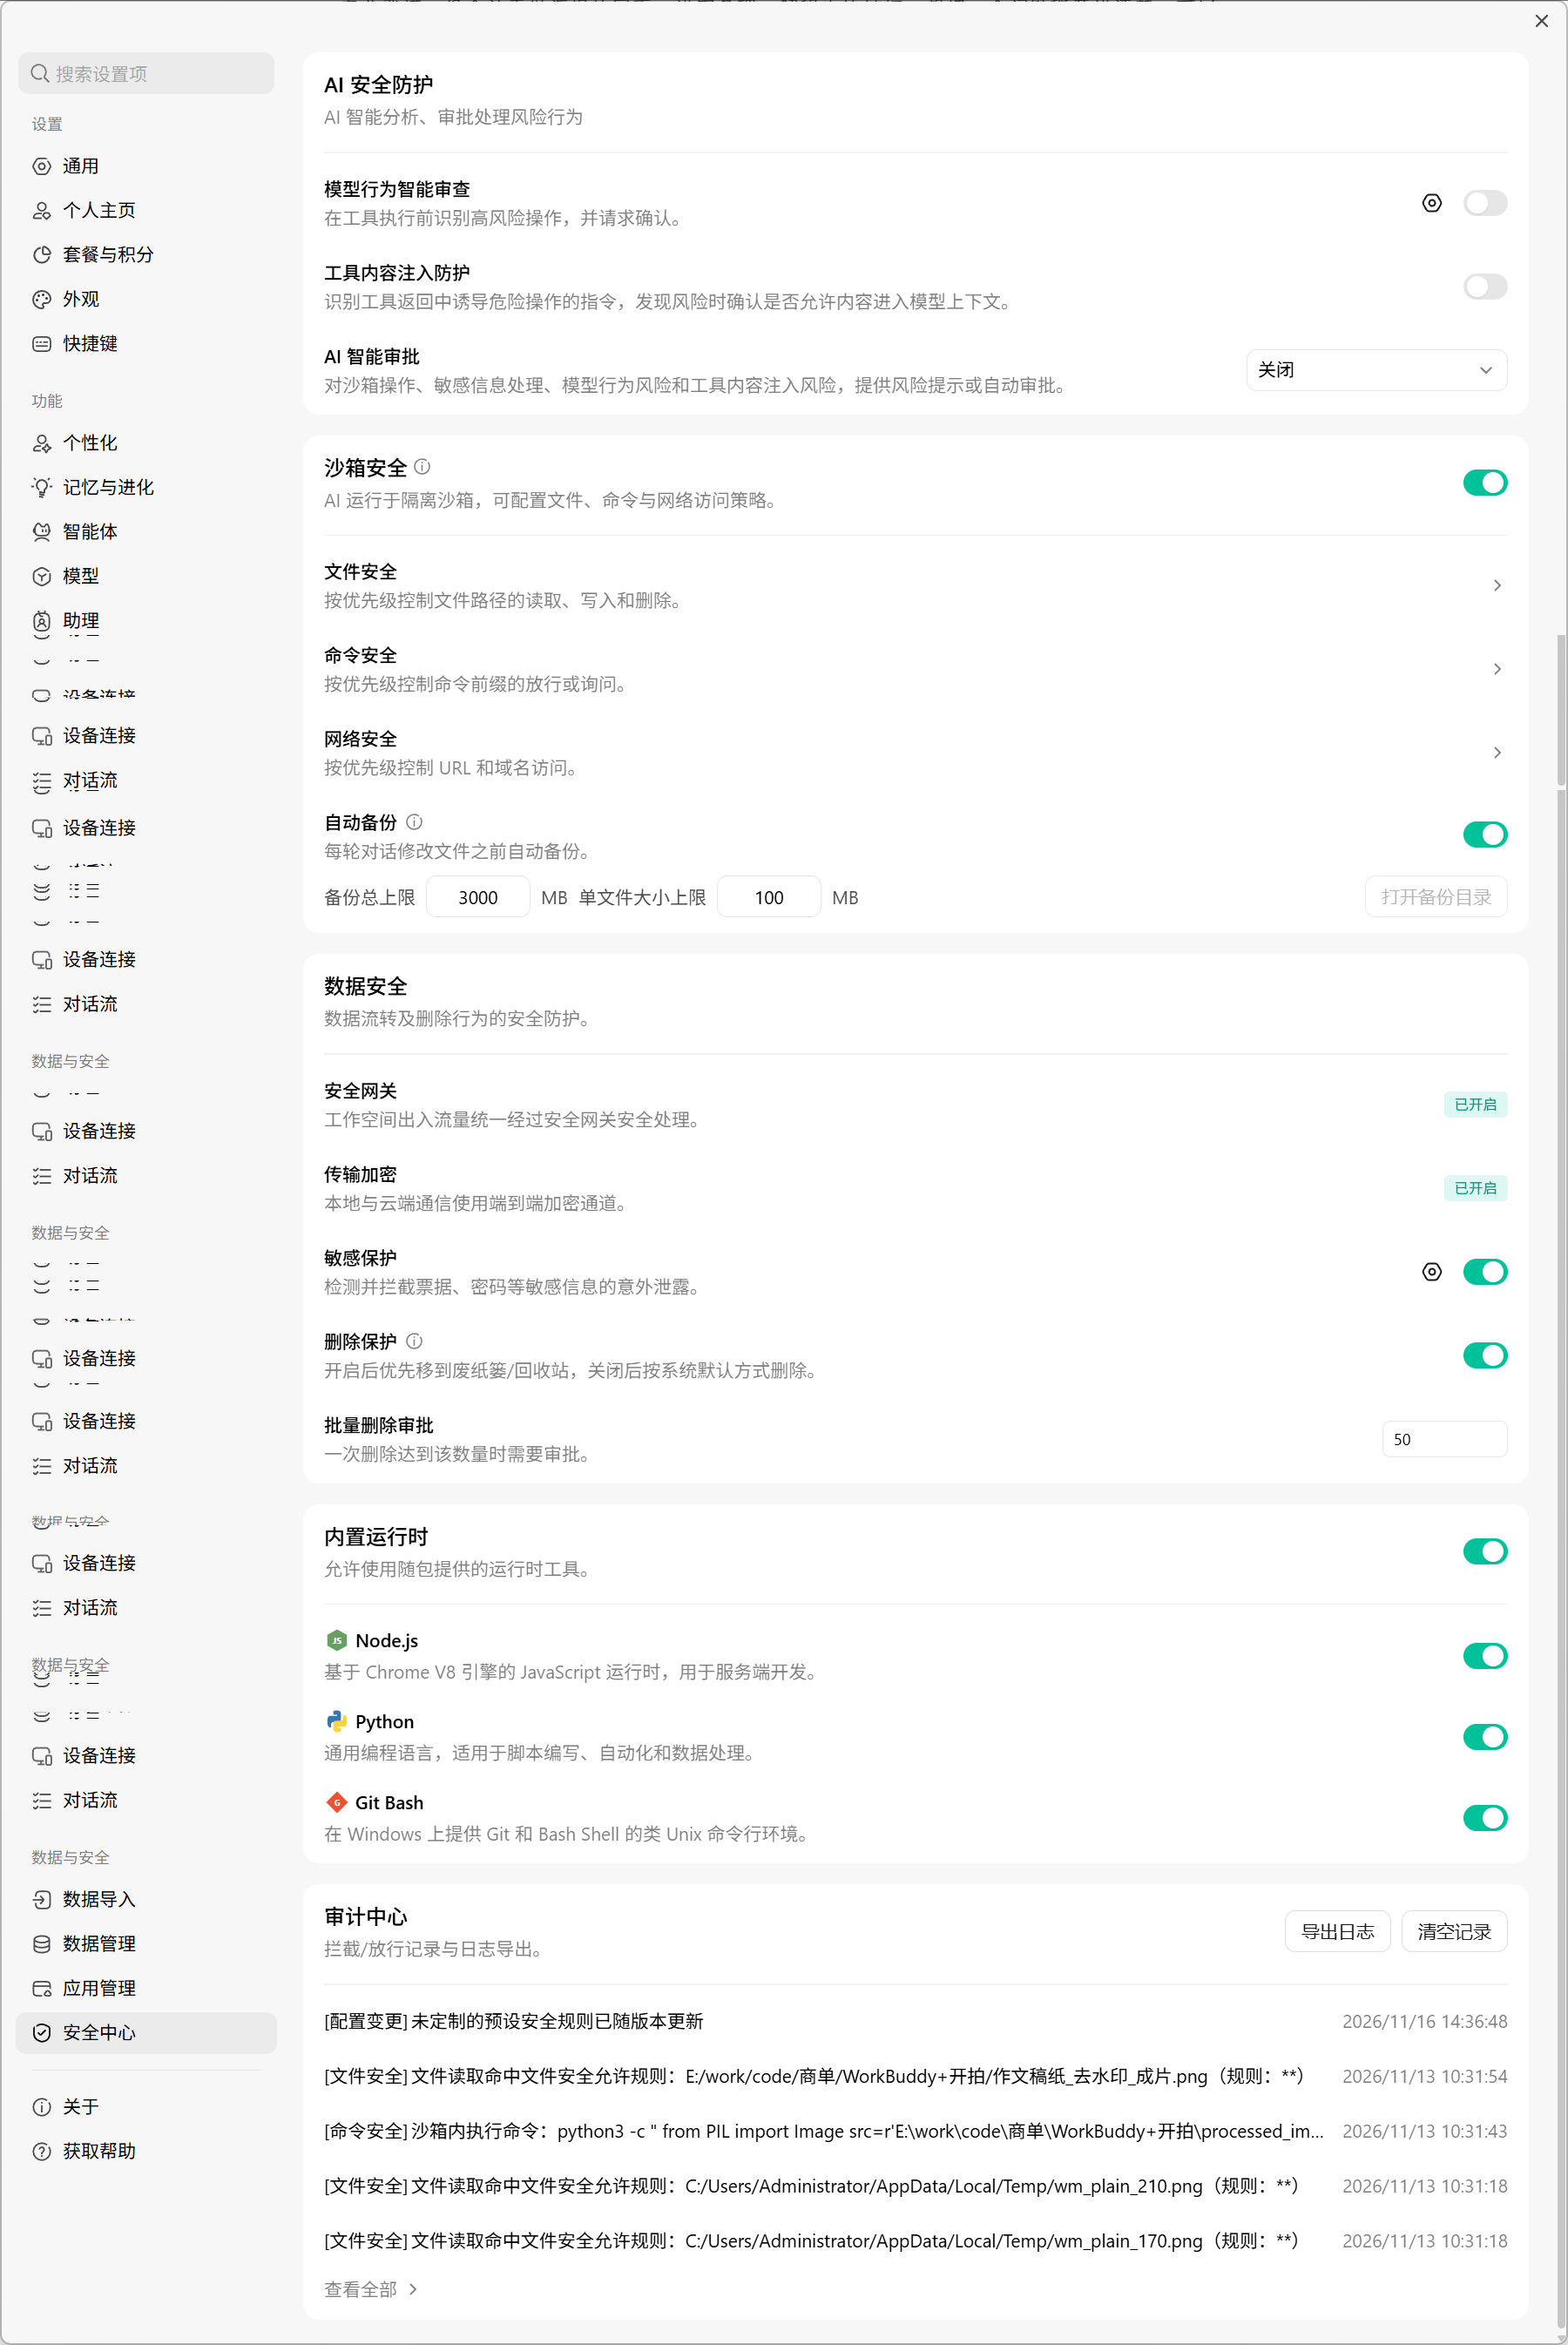 搜索设置项
设置
通用
个人主页
套餐与积分
外观
快捷键
功能
个性化
记忆与进化
智能体
模型
助理
设备连接
设备连接
对话流
设备连接
设备连接
对话流
数据与安全
设备连接
对话流
数据与安全
设备连接
设备连接
对话流
数据与安全
设备连接
对话流
数据与安全
设备连接
对话流
数据与安全
数据导入
数据管理
应用管理
安全中心
关于
获取帮助
AI 安全防护
AI 智能分析、审批处理风险行为
模型行为智能审查
在工具执行前识别高风险操作，并请求确认。
工具内容注入防护
识别工具返回中诱导危险操作的指令，发现风险时确认是否允许内容进入模型上下文。
AI 智能审批
对沙箱操作、敏感信息处理、模型行为风险和工具内容注入风险，提供风险提示或自动审批。
关闭
沙箱安全
AI 运行于隔离沙箱，可配置文件、命令与网络访问策略。
文件安全
按优先级控制文件路径的读取、写入和删除。
命令安全
按优先级控制命令前缀的放行或询问。
网络安全
按优先级控制 URL 和域名访问。
自动备份
每轮对话修改文件之前自动备份。
备份总上限 3000 MB 单文件大小上限 100 MB 打开备份目录
数据安全
数据流转及删除行为的安全防护。
安全网关
工作空间出入流量统一经过安全网关安全处理。
已开启
传输加密
本地与云端通信使用端到端加密通道。
已开启
敏感保护
检测并拦截票据、密码等敏感信息的意外泄露。
删除保护
开启后优先移到废纸篓/回收站，关闭后按系统默认方式删除。
批量删除审批
一次删除达到该数量时需要审批。
50
内置运行时
允许使用随包提供的运行时工具。
JS Node.js
基于 Chrome V8 引擎的 JavaScript 运行时，用于服务端开发。
Python
通用编程语言，适用于脚本编写、自动化和数据处理。
G Git Bash
在 Windows 上提供 Git 和 Bash Shell 的类 Unix 命令行环境。
审计中心
拦截/放行记录与日志导出。
导出日志 清空记录
[配置变更] 未定制的预设安全规则已随版本更新 2026/11/16 14:36:48
[文件安全] 文件读取命中文件安全允许规则：E:/work/code/商单/WorkBuddy+开拍/作文稿纸_去水印_成片.png（规则：**） 2026/11/13 10:31:54
[命令安全] 沙箱内执行命令：python3 -c " from PIL import Image src=r'E:\work\code\商单\WorkBuddy+开拍\processed_im... 2026/11/13 10:31:43
[文件安全] 文件读取命中文件安全允许规则：C:/Users/Administrator/AppData/Local/Temp/wm_plain_210.png（规则：**） 2026/11/13 10:31:18
[文件安全] 文件读取命中文件安全允许规则：C:/Users/Administrator/AppData/Local/Temp/wm_plain_170.png（规则：**） 2026/11/13 10:31:18
查看全部